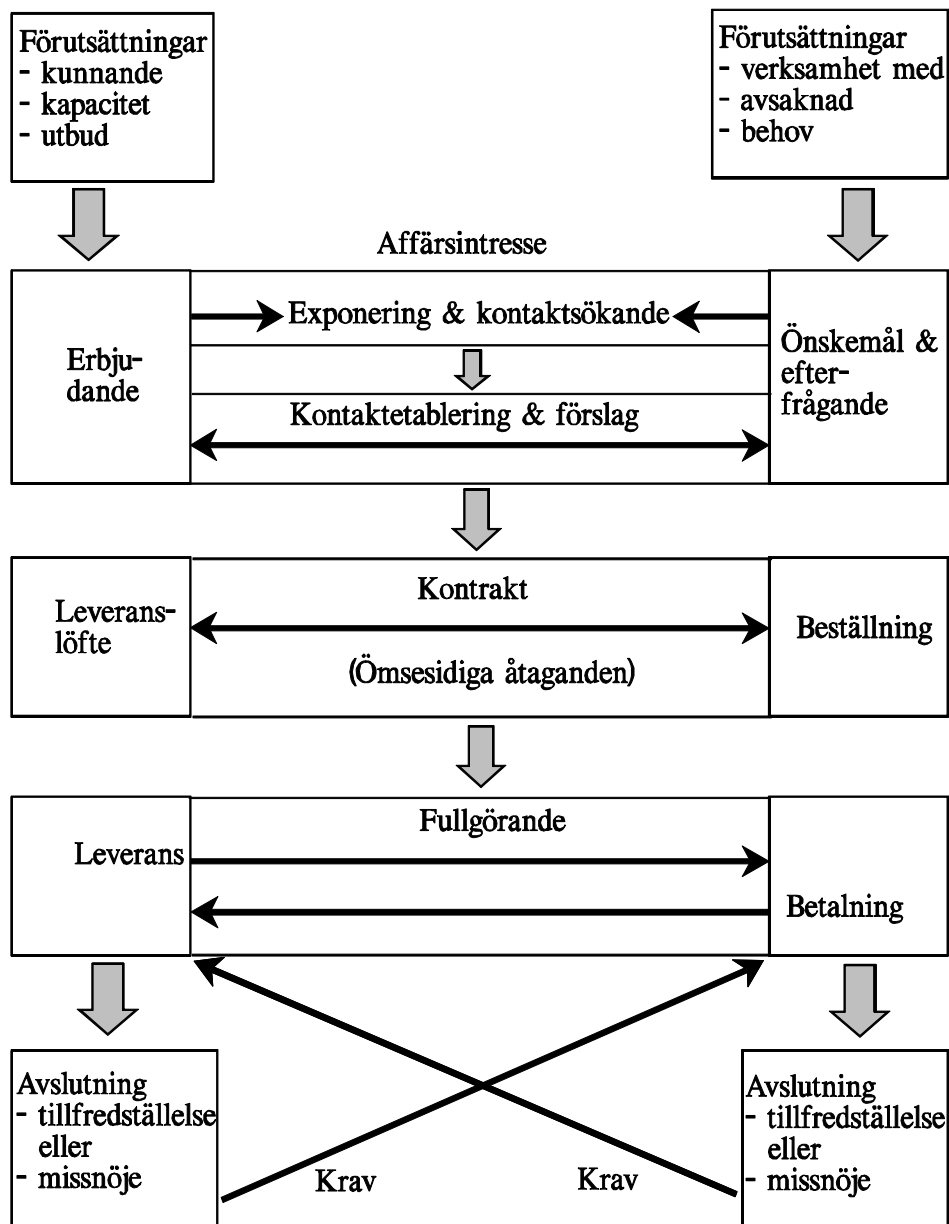 Förutsättningar
- kunnande
- kapacitet
- utbud
Förutsättningar
- verksamhet med
- avsaknad
- behov
Affärsintresse
Erbju-
dande
Exponering & kontaktsökande
Kontaktetablering & förslag
Önskemål &
efter-
frågande
Leverans-
löfte
Kontrakt
(Ömsesidiga åtaganden)
Beställning
Leverans
Fullgörande
Betalning
Avslutning
- tillfredställelse
eller
- missnöje
Krav
Krav
Avslutning
- tillfredställelse
eller
- missnöje